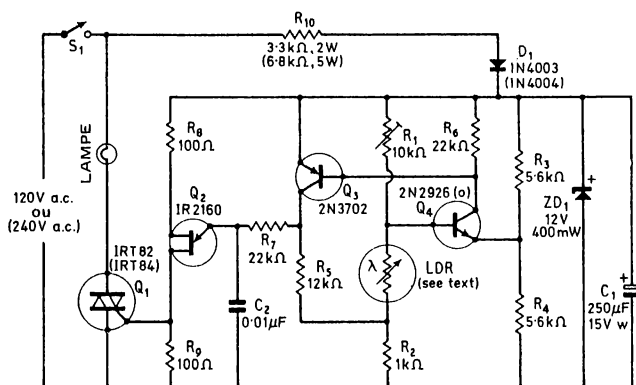 S1
R10
3.3kΩ, 2W
(6.8kΩ, 5W)
D1
1N4003
(1N4004)
LAMPE
120V a.c.
ou
(240V a.c.)
R8
100Ω
Q2
IR2160
Q3
2N3702
R1
10kΩ
R6
22kΩ
2N2926 (o)
Q4
R3
5.6kΩ
+
ZD1
12V
400mW
IRT82
(IRT84)
Q1
R7
22kΩ
R5
12kΩ
λ
LDR
(see text)
C2
0·01µF
R9
100Ω
R2
1kΩ
R4
5.6kΩ
+
C1
250µF
15V w